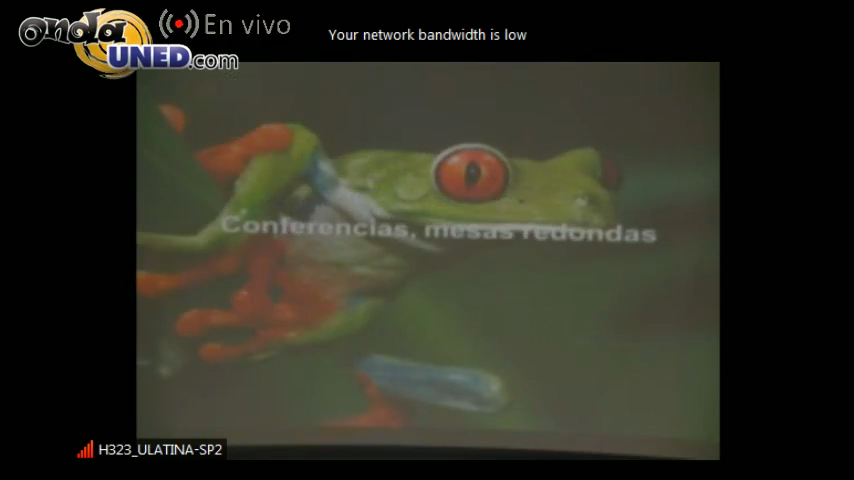 onda
UNED.com
En vivo
Your network bandwidth is low
Conferencias, mesas redondas
H323_ULATINA-SP2